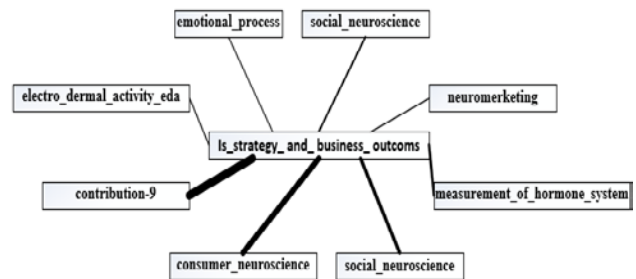 emotional_process
social_neuroscience
electro_dermal_activity_eda
neuromerketing
Is_strategy_ and_ business_ outcoms
contribution-9
measurement_of_hormone_system
consumer_neuroscience
social_neuroscience